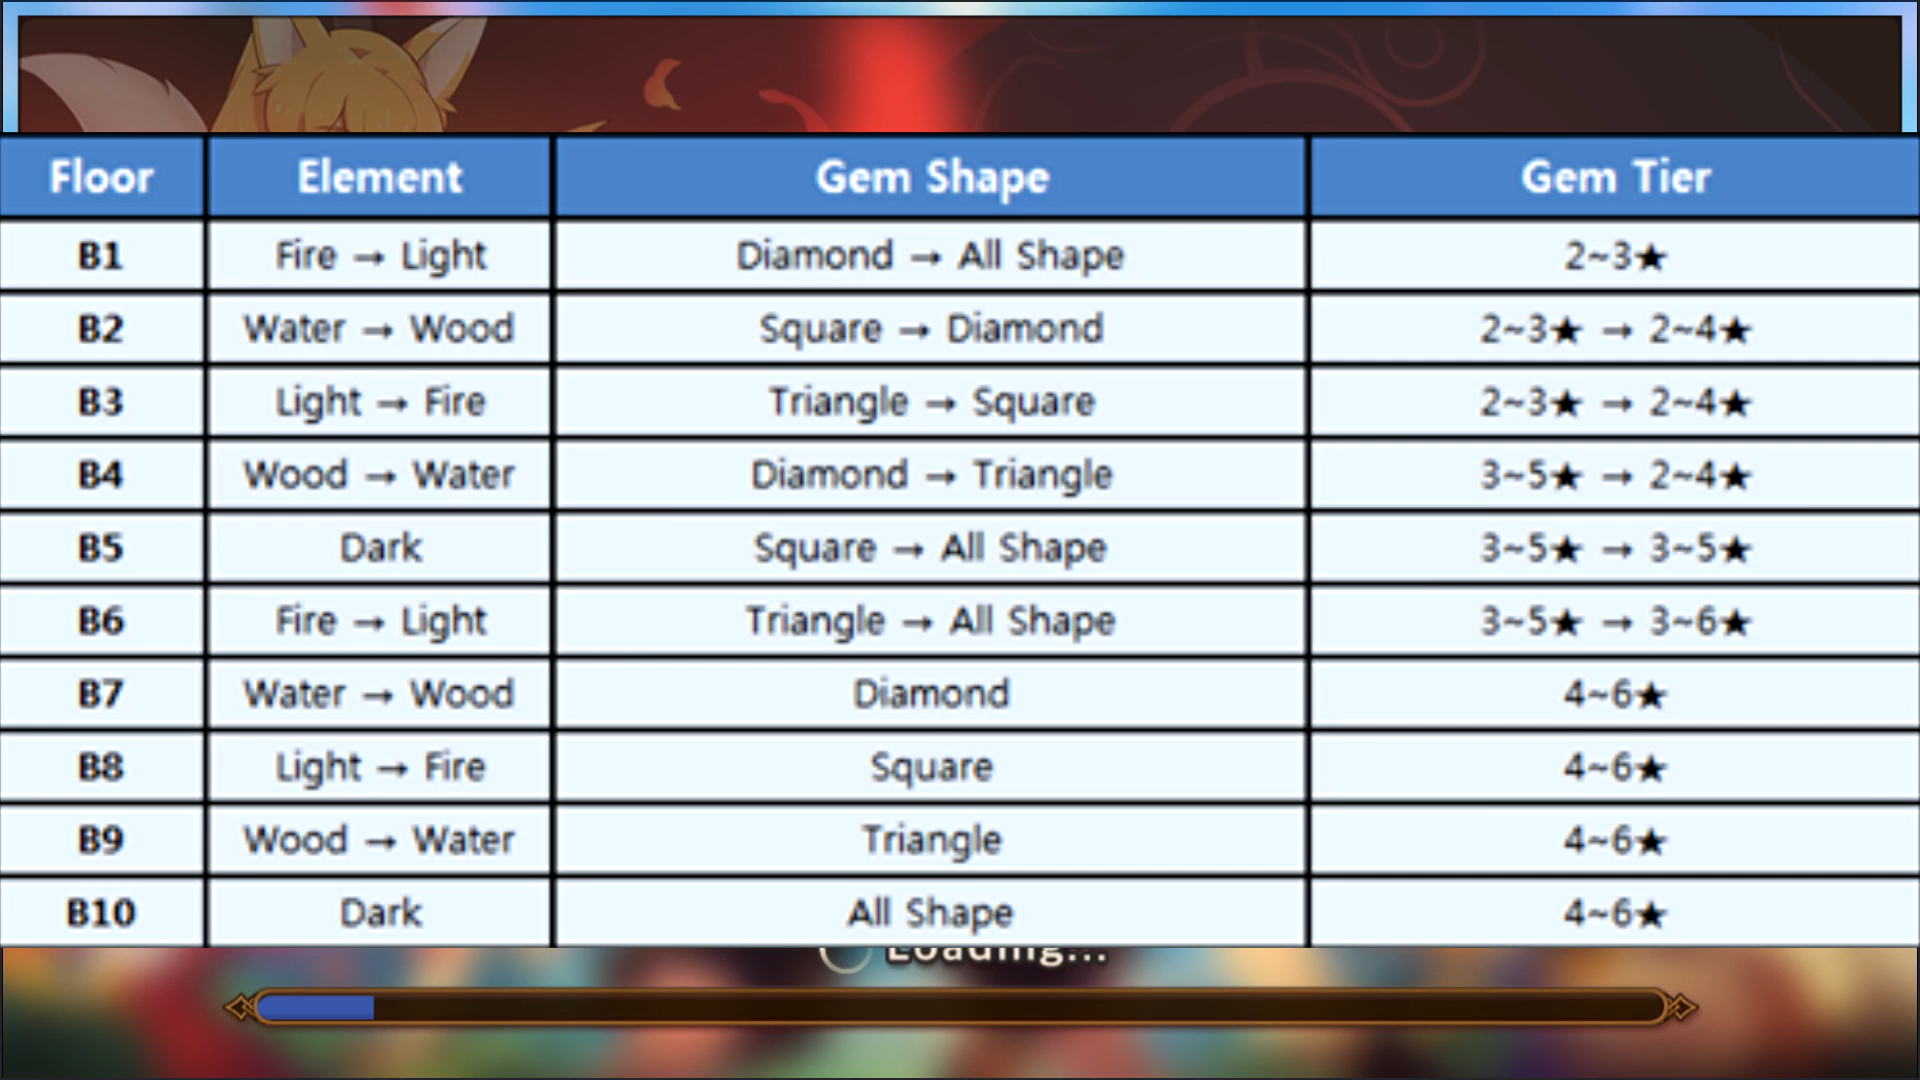 Floor Element Gem Shape Gem Tier
B1 Fire → Light Diamond → All Shape 2~3★
B2 Water → Wood Square → Diamond 2~3★ → 2~4★
B3 Light → Fire Triangle → Square 2~3★ → 2~4★
B4 Wood → Water Diamond → Triangle 3~5★ → 2~4★
B5 Dark Square → All Shape 3~5★ → 3~5★
B6 Fire → Light Triangle → All Shape 3~5★ → 3~6★
B7 Water → Wood Diamond 4~6★
B8 Light → Fire Square 4~6★
B9 Wood → Water Triangle 4~6★
B10 Dark All Shape 4~6★
Loading...